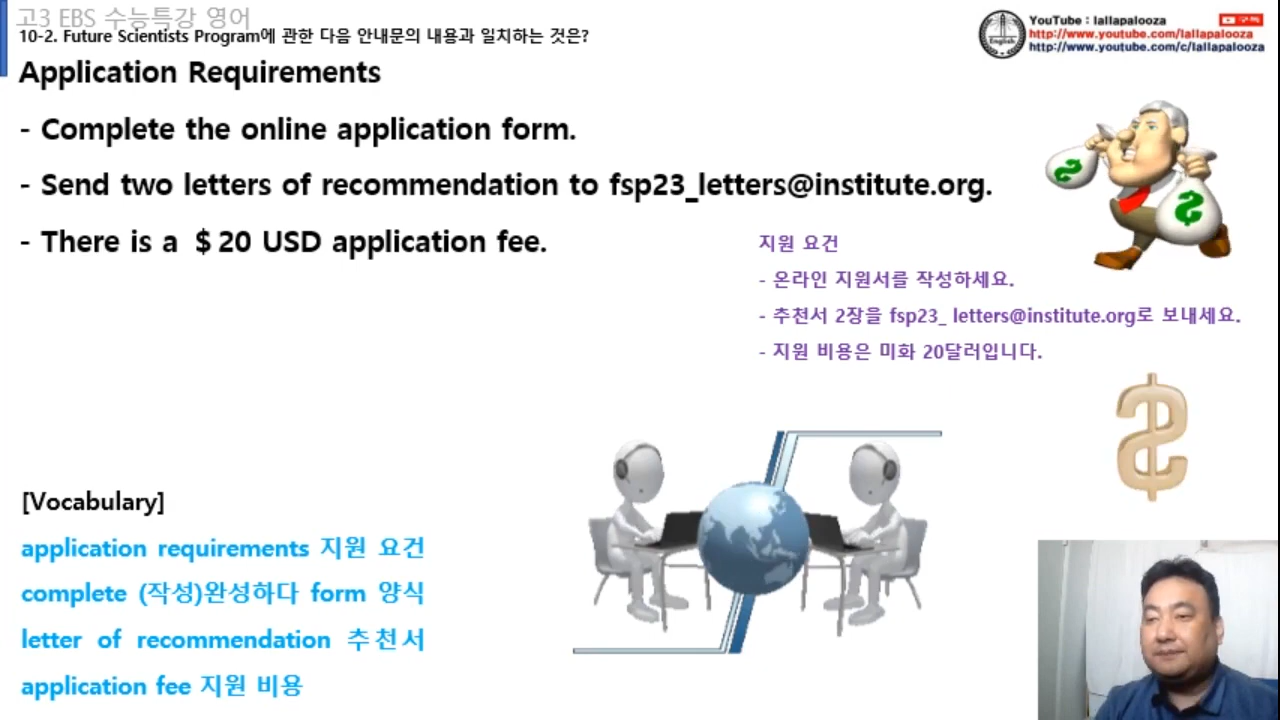 고3 EBS 수능특강 영어
10-2. Future Scientists Program에 관한 다음 안내문의 내용과 일치하는 것은?
YouTube : lallapalooza
구독
http://www.youtube.com/lallapalooza
http://www.youtube.com/c/lallapalooza
English
Application Requirements
- Complete the online application form.
- Send two letters of recommendation to fsp23_letters@institute.org.
- There is a $20 USD application fee.
지원 요건
- 온라인 지원서를 작성하세요.
- 추천서 2장을 fsp23_ letters@institute.org로 보내세요.
- 지원 비용은 미화 20달러입니다.
[Vocabulary]
application requirements 지원 요건
complete (작성)완성하다 form 양식
letter of recommendation 추천서
application fee 지원 비용